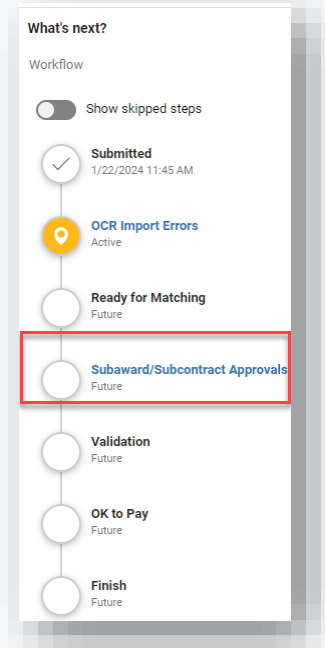 What's next?
Workflow
Show skipped steps
Submitted
1/22/2024 11:45 AM
OCR Import Errors
Active
Ready for Matching
Future
Subaward/Subcontract Approvals
Future
Validation
Future
OK to Pay
Future
Finish
Future